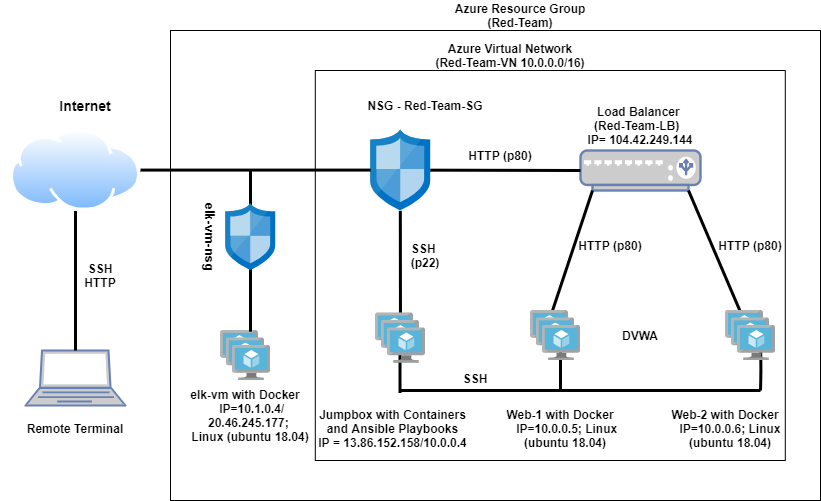 Azure Resource Group
(Red-Team)
Azure Virtual Network
(Red-Team-VN 10.0.0.0/16)
Internet
NSG - Red-Team-SG
Load Balancer
(Red-Team-LB)
IP= 104.42.249.144
HTTP (p80)
elk-vm-nsg
SSH
HTTP
SSH
(p22)
HTTP (p80)
HTTP (p80)
DVWA
SSH
Remote Terminal
elk-vm with Docker
IP=10.1.0.4/
20.46.245.177;
Linux (ubuntu 18.04)
Jumpbox with Containers
and Ansible Playbooks
IP = 13.86.152.158/10.0.0.4
Web-1 with Docker
IP=10.0.0.5; Linux
(ubuntu 18.04)
Web-2 with Docker
IP=10.0.0.6; Linux
(ubuntu 18.04)